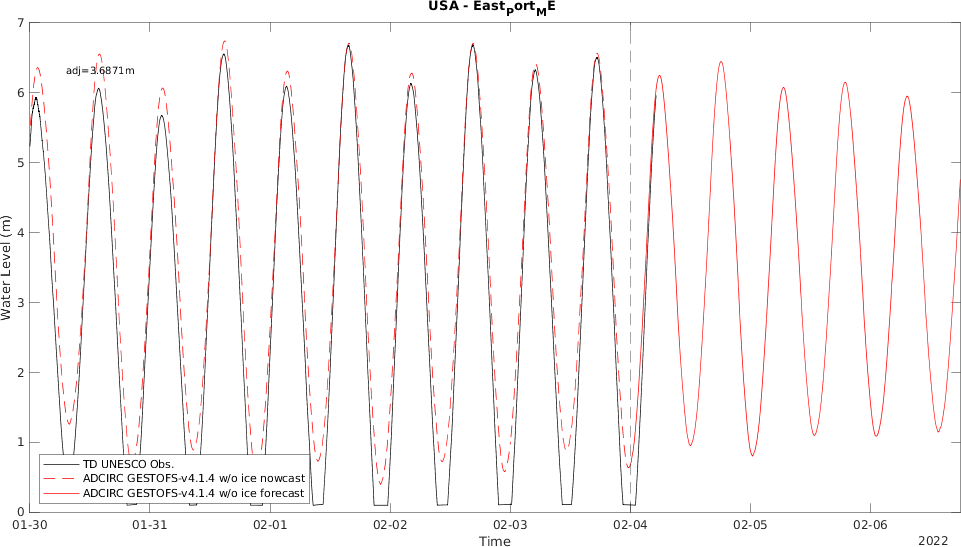 USA - EastPortME
7
adj=3.6871m
6
5
4
3
2
1
0
Water Level (m)
TD UNESCO Obs.
ADCIRC GESTOFS-v4.1.4 w/o ice nowcast
ADCIRC GESTOFS-v4.1.4 w/o ice forecast
01-30 01-31 02-01 02-02 02-03 02-04 02-05 02-06
Time
2022